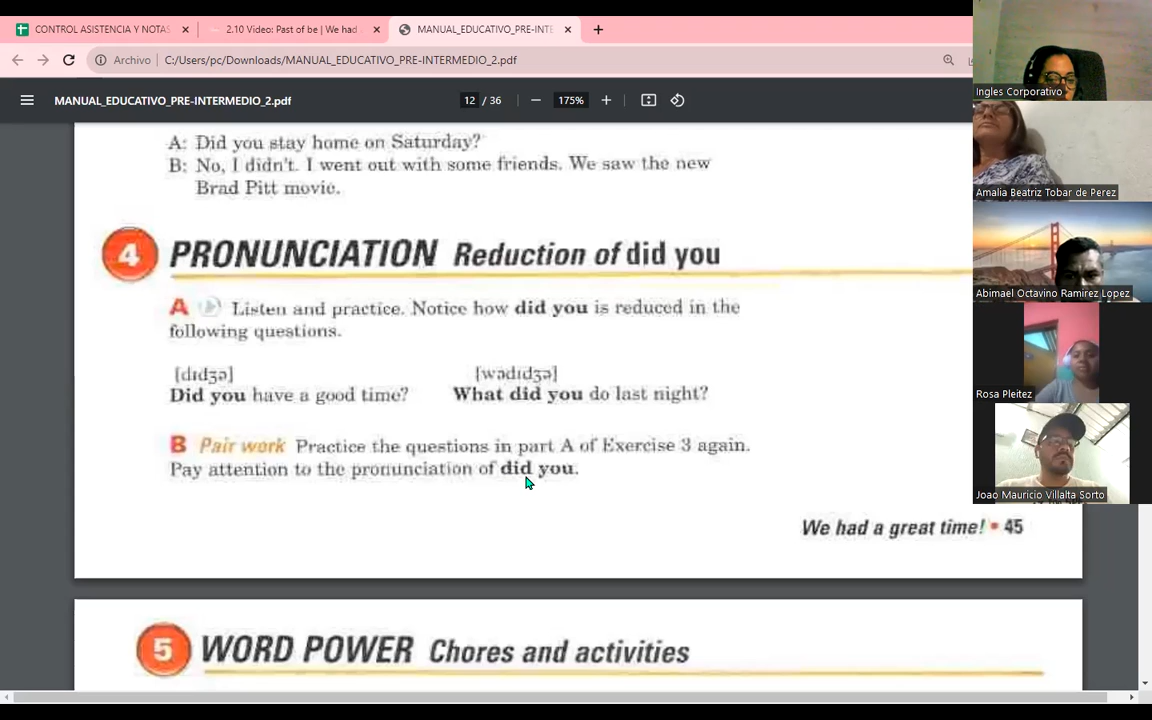 CONTROL ASISTENCIA Y NOTAS
2.10 Video: Past of be | We had
MANUAL_EDUCATIVO_PRE-INTE
Archivo
C:/Users/pc/Downloads/MANUAL_EDUCATIVO_PRE-INTERMEDIO_2.pdf
MANUAL_EDUCATIVO_PRE-INTERMEDIO_2.pdf
12 / 36
175%
A: Did you stay home on Saturday?
B: No, I didn't. I went out with some friends. We saw the new
Brad Pitt movie.
4 PRONUNCIATION Reduction of did you
A Listen and practice. Notice how did you is reduced in the
following questions.
[dɪdʒə] [wədɪdʒə]
Did you have a good time? What did you do last night?
B Pair work Practice the questions in part A of Exercise 3 again.
Pay attention to the pronunciation of did you.
We had a great time! • 45
5 WORD POWER Chores and activities
Ingles Corporativo
Amalia Beatriz Tobar de Perez
Abimael Octavino Ramirez Lopez
Rosa Pleitez
Joao Mauricio Villalta Sorto